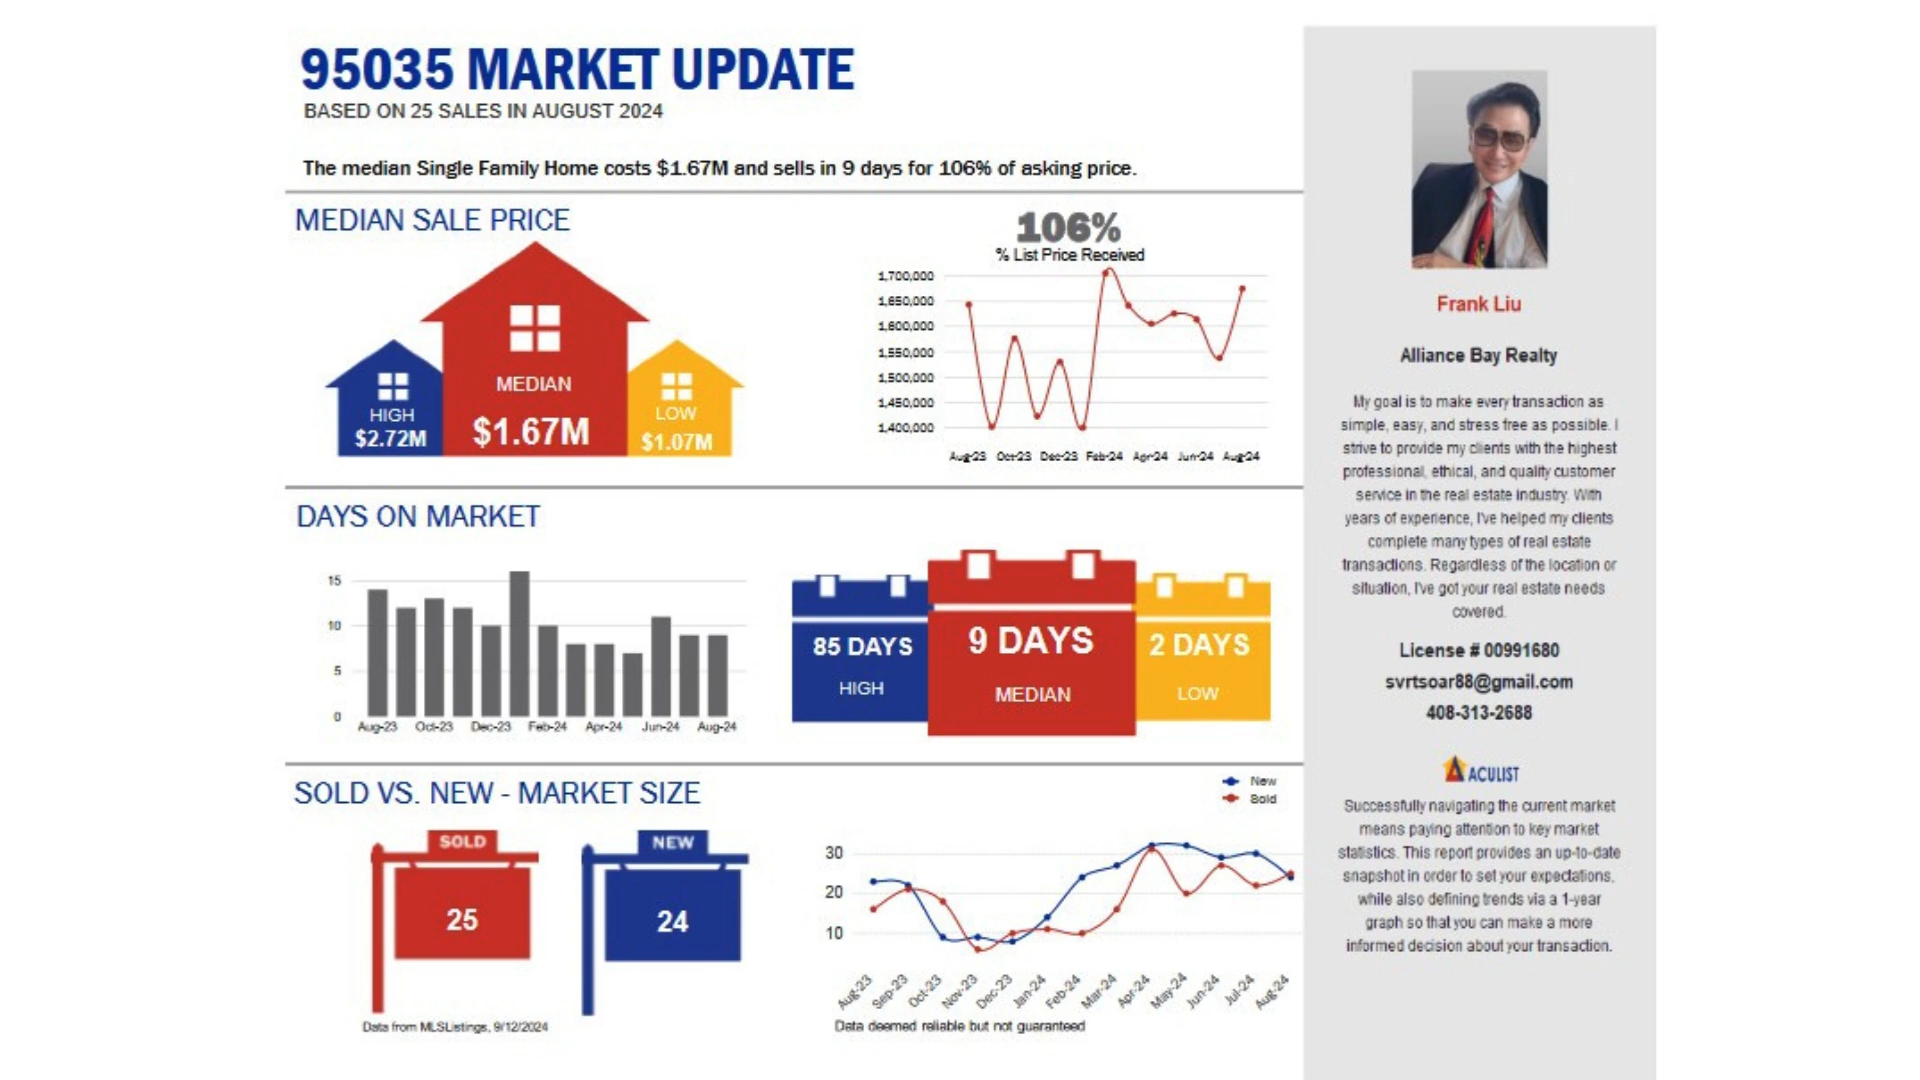 95035 MARKET UPDATE
BASED ON 25 SALES IN AUGUST 2024
The median Single Family Home costs $1.67M and sells in 9 days for 106% of asking price.
MEDIAN SALE PRICE
HIGH
$2.72M
MEDIAN
$1.67M
LOW
$1.07M
106%
% List Price Received
1,700,000
1,650,000
1,600,000
1,550,000
1,500,000
1,450,000
1,400,000
Aug-23 Oct-23 Dec-23 Feb-24 Apr-24 Jun-24 Aug-24
DAYS ON MARKET
15
10
5
0
Aug-23 Oct-23 Dec-23 Feb-24 Apr-24 Jun-24 Aug-24
85 DAYS
HIGH
9 DAYS
MEDIAN
2 DAYS
LOW
SOLD VS. NEW - MARKET SIZE
SOLD
25
NEW
24
New
Sold
30
20
10
Aug-23 Sep-23 Oct-23 Nov-23 Dec-23 Jan-24 Feb-24 Mar-24 Apr-24 May-24 Jun-24 Jul-24 Aug-24
Data from MLSListings, 9/12/2024
Data deemed reliable but not guaranteed
Frank Liu
Alliance Bay Realty
My goal is to make every transaction as
simple, easy, and stress free as possible. I
strive to provide my clients with the highest
professional, ethical, and quality customer
service in the real estate industry. With
years of experience, I've helped my clients
complete many types of real estate
transactions. Regardless of the location or
situation, I've got your real estate needs
covered.
License # 00991680
svrtsoar88@gmail.com
408-313-2688
ACULIST
Successfully navigating the current market
means paying attention to key market
statistics. This report provides an up-to-date
snapshot in order to set your expectations,
while also defining trends via a 1-year
graph so that you can make a more
informed decision about your transaction.